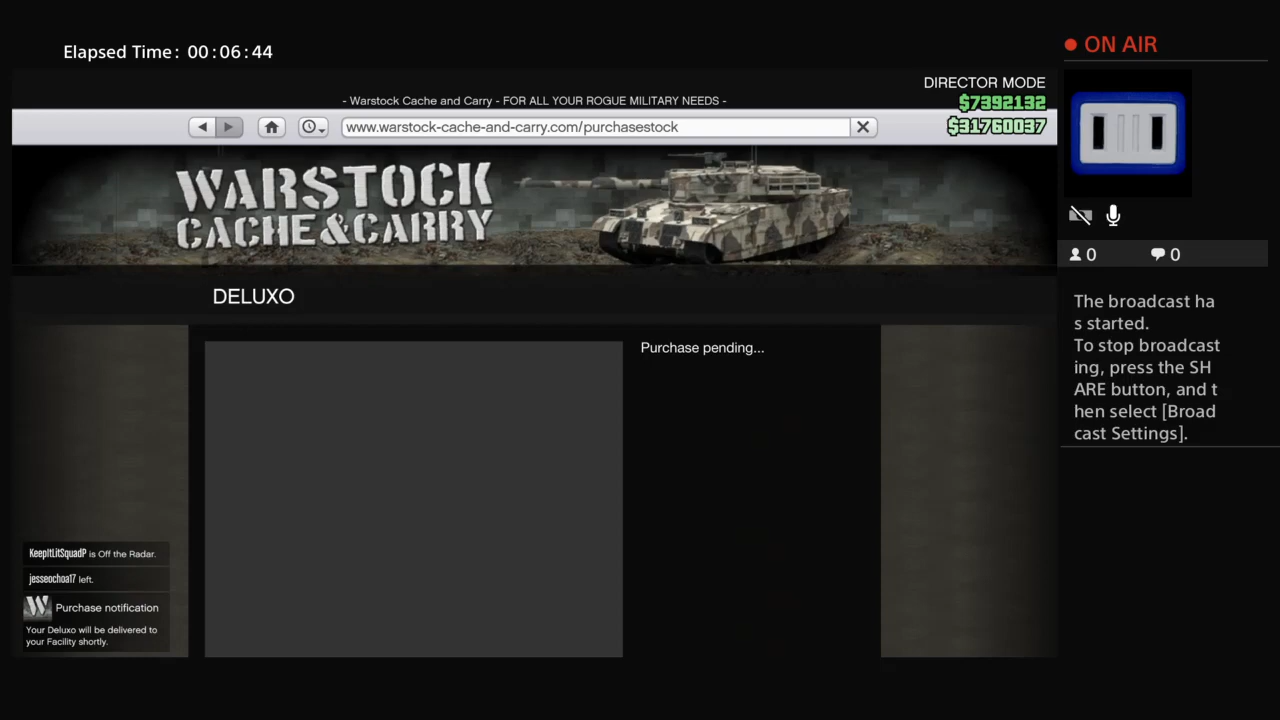 Elapsed Time: 00:06:44
ON AIR
DIRECTOR MODE
- Warstock Cache and Carry - FOR ALL YOUR ROGUE MILITARY NEEDS -
$7392132
www.warstock-cache-and-carry.com/purchasestock
$31760037
WARSTOCK
CACHE&CARRY
0 0
DELUXO
The broadcast ha
s started.
To stop broadcast
ing, press the SH
ARE button, and t
hen select [Broad
cast Settings].
Purchase pending...
KeepItLitSquadP is Off the Radar.
jesseochoa17 left.
W Purchase notification
Your Deluxo will be delivered to
your Facility shortly.